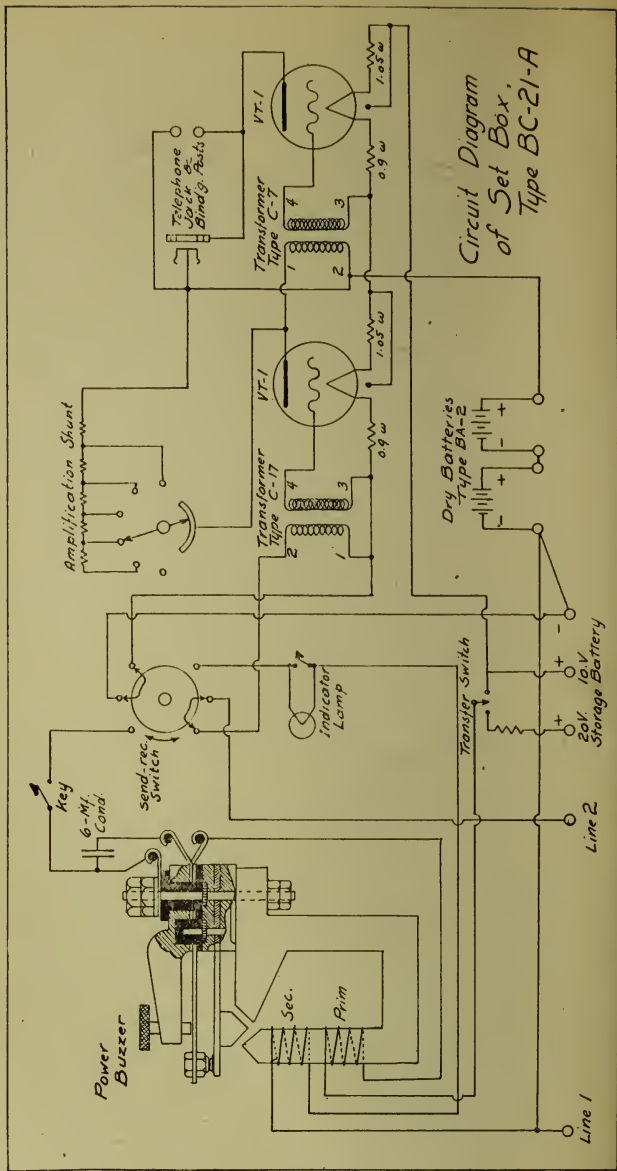 Circuit Diagram
of Set Box,
Type BC-21-A
Power
Buzzer
Key
6-Mf.
Cond.
send-rec.
Switch
Amplification Shunt
Telephone
Jack &
Bind'g. Posts
Transformer
Type C-17
2
1
4
3
VT-1
0.9 ω
1.05 ω
Transformer
Type C-7
1
2
4
3
VT-1
0.9 ω
1.05 ω
indicator
Lamp
Sec.
Prim
Transfer Switch
Dry Batteries
Type BA-2
- +
- +
Line 1
Line 2
+ + -
20V. 10.V
Storage Battery